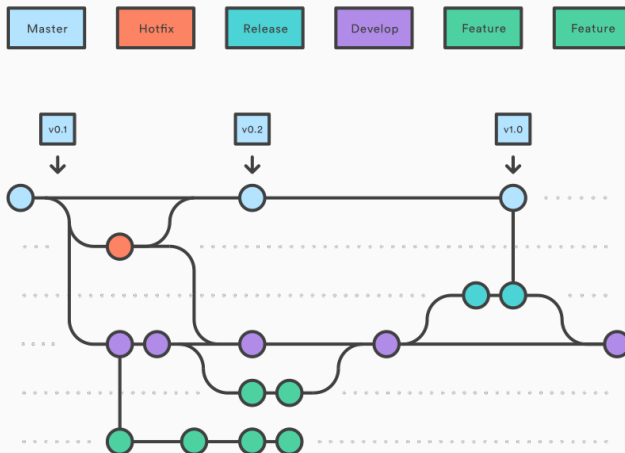 Master
Hotfix
Release
Develop
Feature
Feature
v0.1
v0.2
v1.0